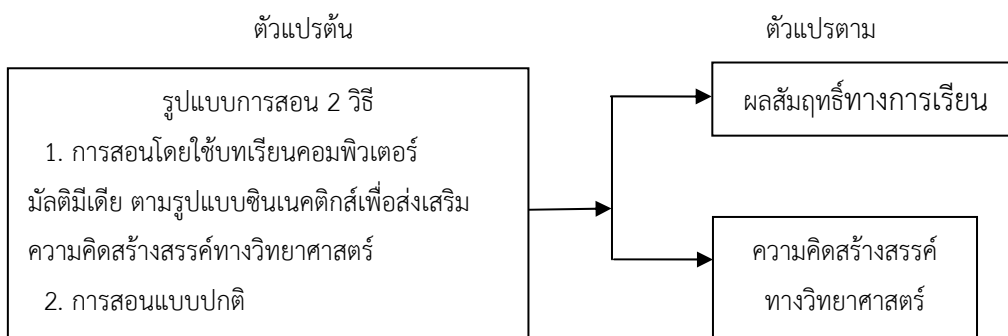 ตัวแปรต้น
ตัวแปรตาม
รูปแบบการสอน 2 วิธี
1. การสอนโดยใช้บทเรียนคอมพิวเตอร์
มัลติมีเดีย ตามรูปแบบซินเนคติกส์เพื่อส่งเสริม
ความคิดสร้างสรรค์ทางวิทยาศาสตร์
2. การสอนแบบปกติ
ผลสัมฤทธิ์ทางการเรียน
ความคิดสร้างสรรค์
ทางวิทยาศาสตร์